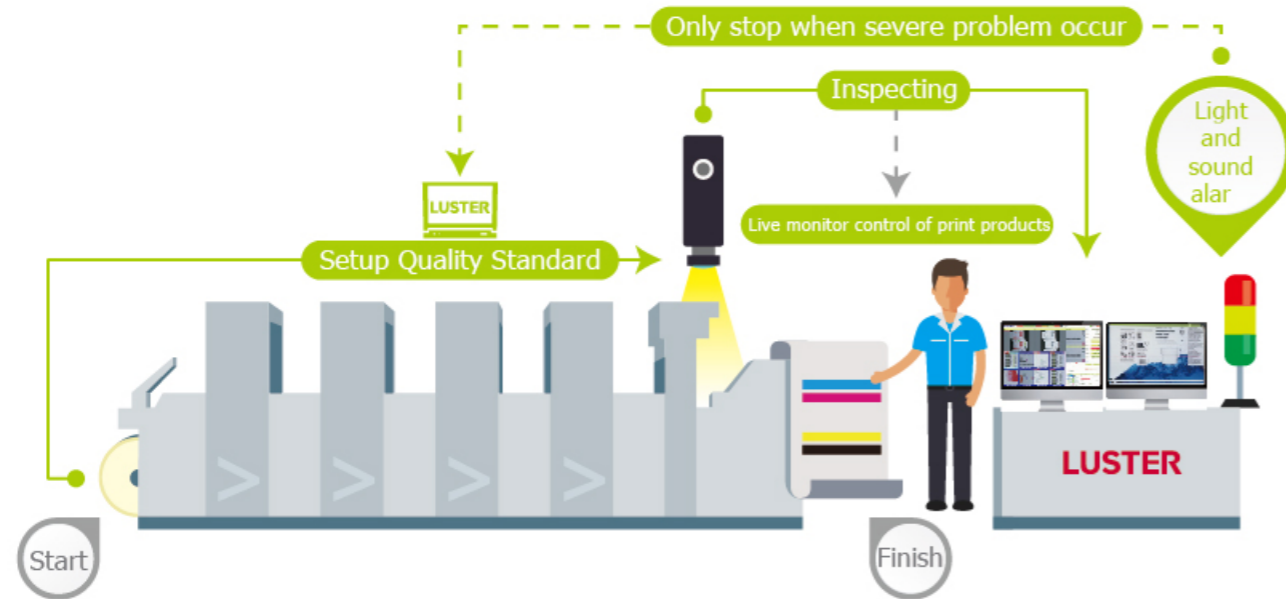 Only stop when severe problem occur
Inspecting
Light
and
sound
alar
LUSTER
Live monitor control of print products
Setup Quality Standard
LUSTER
Start
Finish